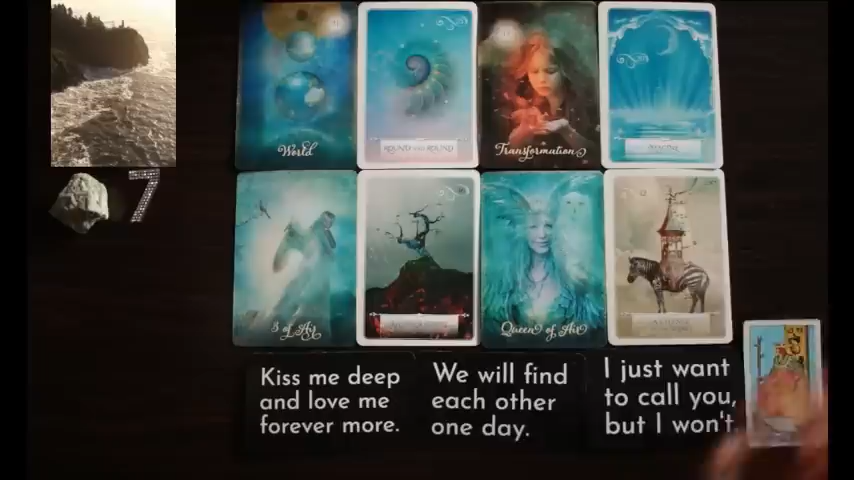 World
ROUND AND ROUND
Transformation
3 of Air
Queen of Air
7
Kiss me deep
and love me
forever more.
We will find
each other
one day.
I just want
to call you,
but I won't.